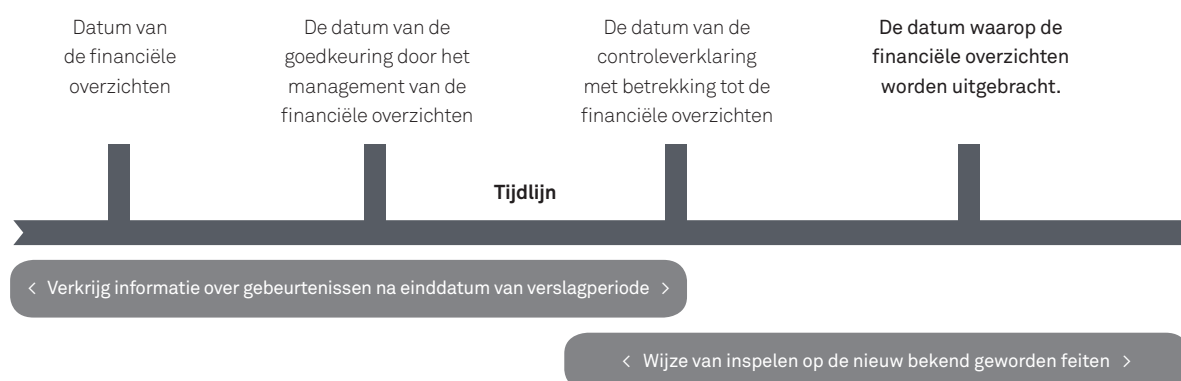 Datum van
de financiële
overzichten
De datum van de
goedkeuring door het
management van de
financiële overzichten
De datum van de
controleverklaring
met betrekking tot de
financiële overzichten
De datum waarop de
financiële overzichten
worden uitgebracht.
Tijdlijn
< Verkrijg informatie over gebeurtenissen na einddatum van verslagperiode >
< Wijze van inspelen op de nieuw bekend geworden feiten >